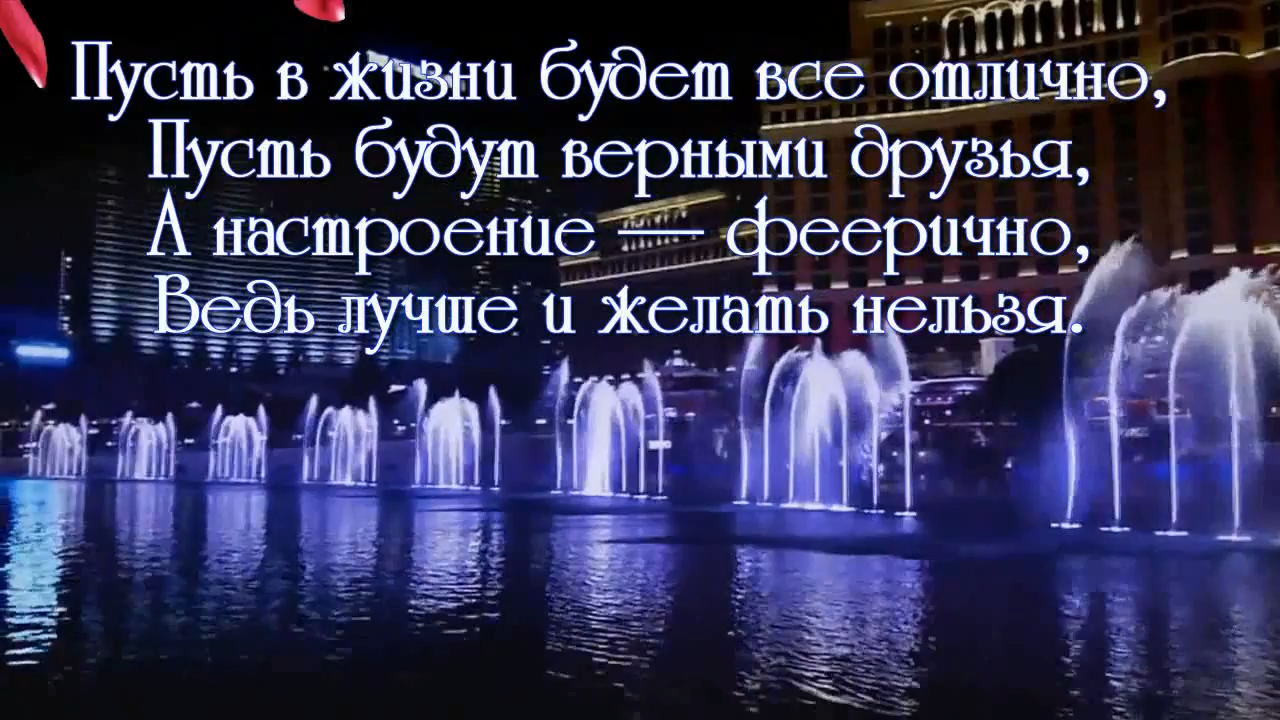 Пусть в жизни будет все отлично,
Пусть будут верными друзья,
А настроение — феерично,
Ведь лучше и желать нельзя.